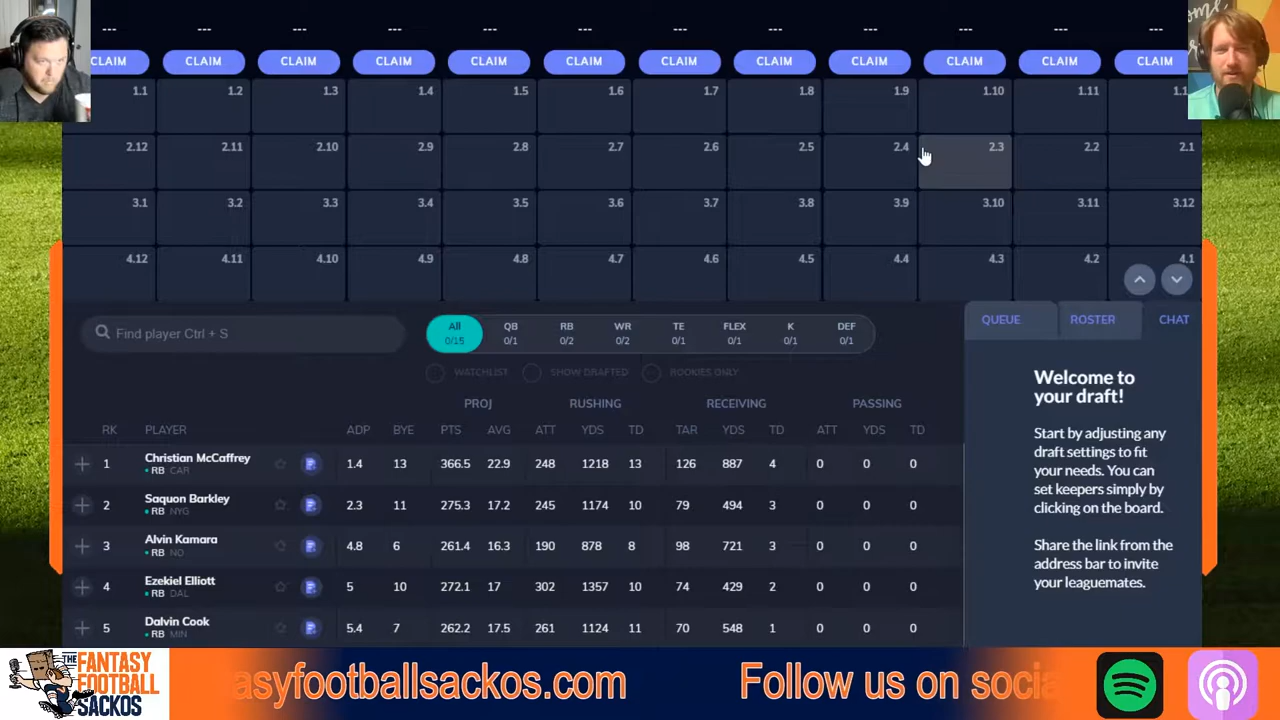 --- --- --- --- --- --- --- --- --- --- --- ---
CLAIM CLAIM CLAIM CLAIM CLAIM CLAIM CLAIM CLAIM CLAIM CLAIM CLAIM CLAIM
1.1 1.2 1.3 1.4 1.5 1.6 1.7 1.8 1.9 1.10 1.11
2.12 2.11 2.10 2.9 2.8 2.7 2.6 2.5 2.4 2.3 2.2 2.1
3.1 3.2 3.3 3.4 3.5 3.6 3.7 3.8 3.9 3.10 3.11 3.12
4.12 4.11 4.10 4.9 4.8 4.7 4.6 4.5 4.4 4.3 4.2 4.1
Find player Ctrl + S
All QB RB WR TE FLEX K DEF
0/15 0/1 0/2 0/2 0/1 0/1 0/1 0/1
WATCHLIST SHOW DRAFTED ROOKIES ONLY
PROJ RUSHING RECEIVING PASSING
RK PLAYER ADP BYE PTS AVG ATT YDS TD TAR YDS TD ATT YDS TD
1 Christian McCaffrey 1.4 13 366.5 22.9 248 1218 13 126 887 4 0 0 0
RB CAR
2 Saquon Barkley 2.3 11 275.3 17.2 245 1174 10 79 494 3 0 0 0
RB NYG
3 Alvin Kamara 4.8 6 261.4 16.3 190 878 8 98 721 3 0 0 0
RB NO
4 Ezekiel Elliott 5 10 272.1 17 302 1357 10 74 429 2 0 0 0
RB DAL
5 Dalvin Cook 5.4 7 262.2 17.5 261 1124 11 70 548 1 0 0 0
RB MIN
QUEUE ROSTER CHAT
Welcome to
your draft!
Start by adjusting any
draft settings to fit
your needs. You can
set keepers simply by
clicking on the board.
Share the link from the
address bar to invite
your leaguemates.
THE
FANTASY
FOOTBALL
SACKOS
asyfootballsackos.com Follow us on socia